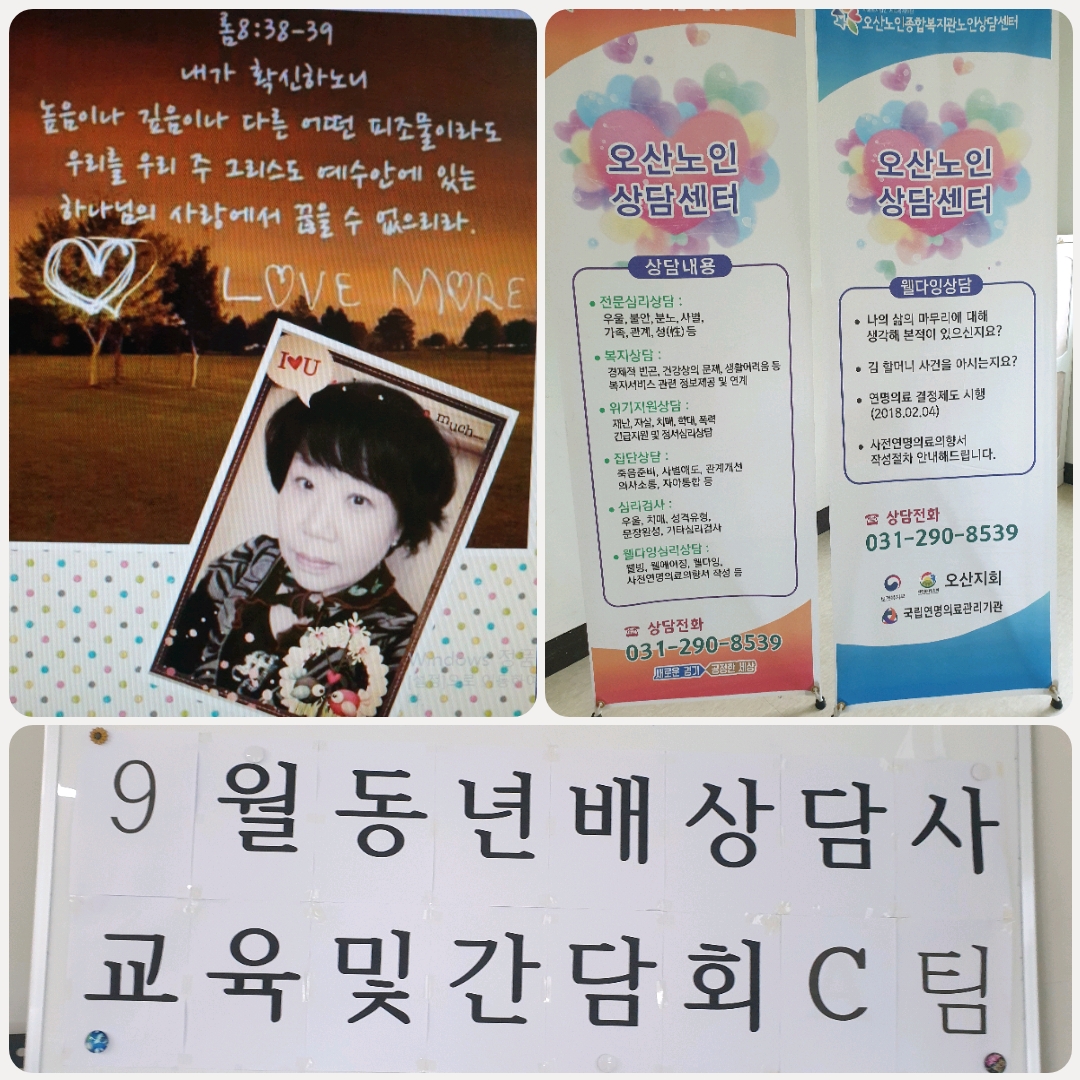 롬8:38-39
내가 확신하노니
높음이나 깊음이나 다른 어떤 피조물이라도
우리를 우리 주 그리스도 예수안에 있는
하나님의 사랑에서 끊을 수 없으리라.
LOVE MORE
I♥U
much...
오산노인
상담센터
상담내용
• 전문심리상담 :
우울, 불안, 분노, 사별,
가족, 관계, 성(性) 등
• 복지상담 :
경제적 빈곤, 건강상의 문제, 생활어려움 등
복지서비스 관련 정보제공 및 연계
• 위기지원상담 :
재난, 자살, 치매, 학대, 폭력
긴급지원 및 정서심리상담
• 집단상담 :
죽음준비, 사별애도, 관계개선
의사소통, 자아통합 등
• 심리검사 :
우울, 치매, 성격유형,
문장완성, 기타심리검사
• 웰다잉심리상담 :
웰빙, 웰에이징, 웰다잉,
사전연명의료의향서 작성 등
☎ 상담전화
031-290-8539
새로운 경기 공정한 세상
오산노인종합복지관노인상담센터
오산노인
상담센터
웰다잉상담
• 나의 삶의 마무리에 대해
생각해 본적이 있으신지요?
• 김 할머니 사건을 아시는지요?
• 연명의료 결정제도 시행
(2018.02.04)
• 사전연명의료의향서
작성절차 안내해드립니다.
☎ 상담전화
031-290-8539
보건복지부
오산지회
국립연명의료관리기관
9월동년배상담사
교육및간담회C팀